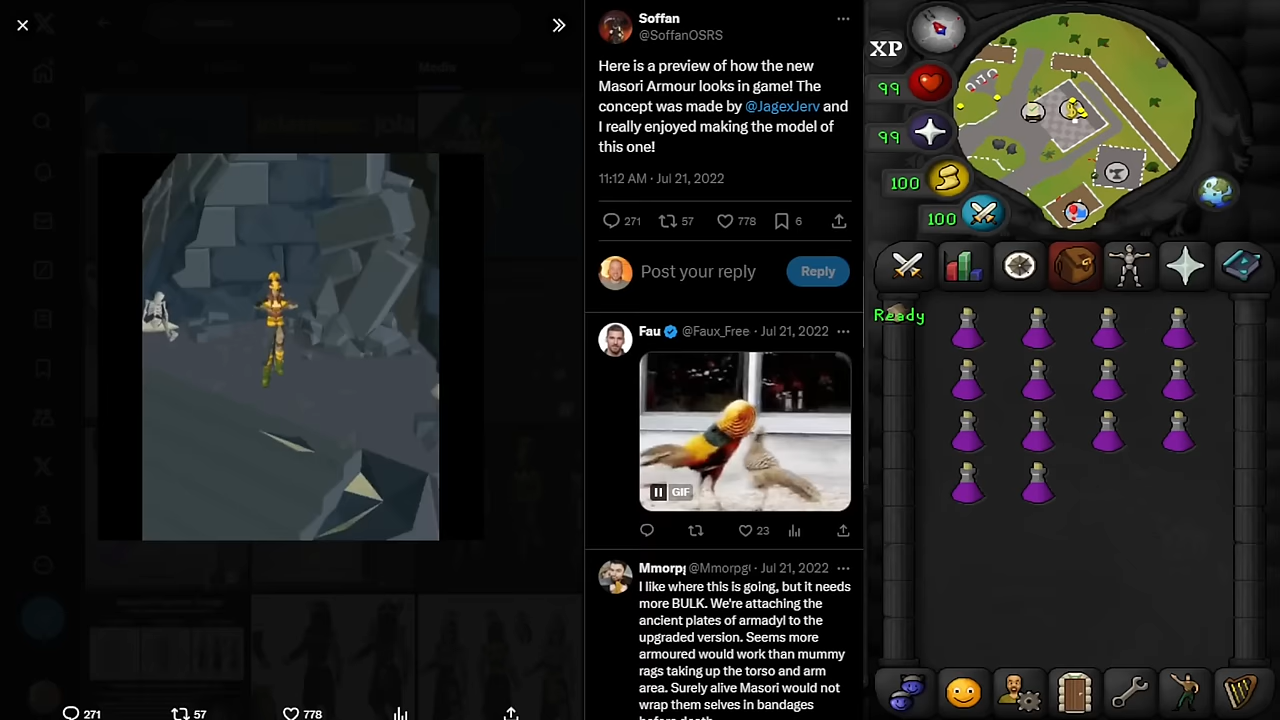 Soffan
@SoffanOSRS
Here is a preview of how the new
Masori Armour looks in game! The
concept was made by @JagexJerv and
I really enjoyed making the model of
this one!
11:12 AM · Jul 21, 2022
271 57 778 6
Post your reply
Reply
Fau @Faux_Free · Jul 21, 2022
GIF
23
Mmorpg @Mmorpg · Jul 21, 2022
I like where this is going, but it needs
more BULK. We're attaching the
ancient plates of armadyl to the
upgraded version. Seems more
armoured would work than mummy
rags taking up the torso and arm
area. Surely alive Masori would not
wrap them selves in bandages
before death
271 57 778
XP
99
99
100
100
Ready